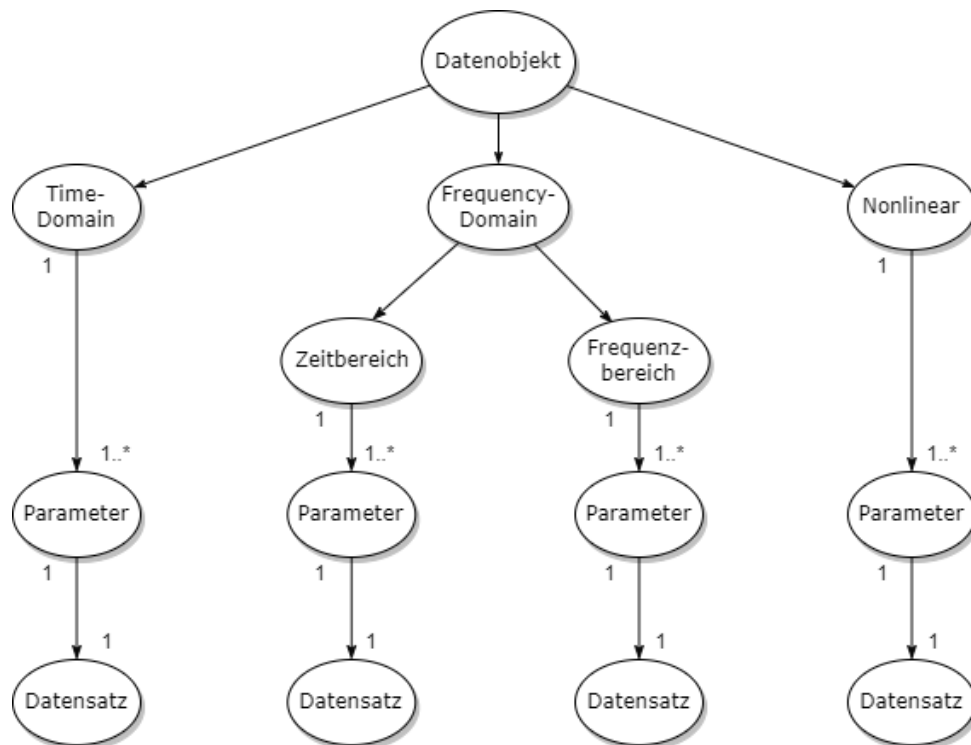 Datenobjekt
Time-
Domain
Frequency-
Domain
Nonlinear
1
1
Zeitbereich
Frequenz-
bereich
1
1
1..*
1..*
1..*
1..*
Parameter
Parameter
Parameter
Parameter
1
1
1
1
1
1
1
1
Datensatz
Datensatz
Datensatz
Datensatz